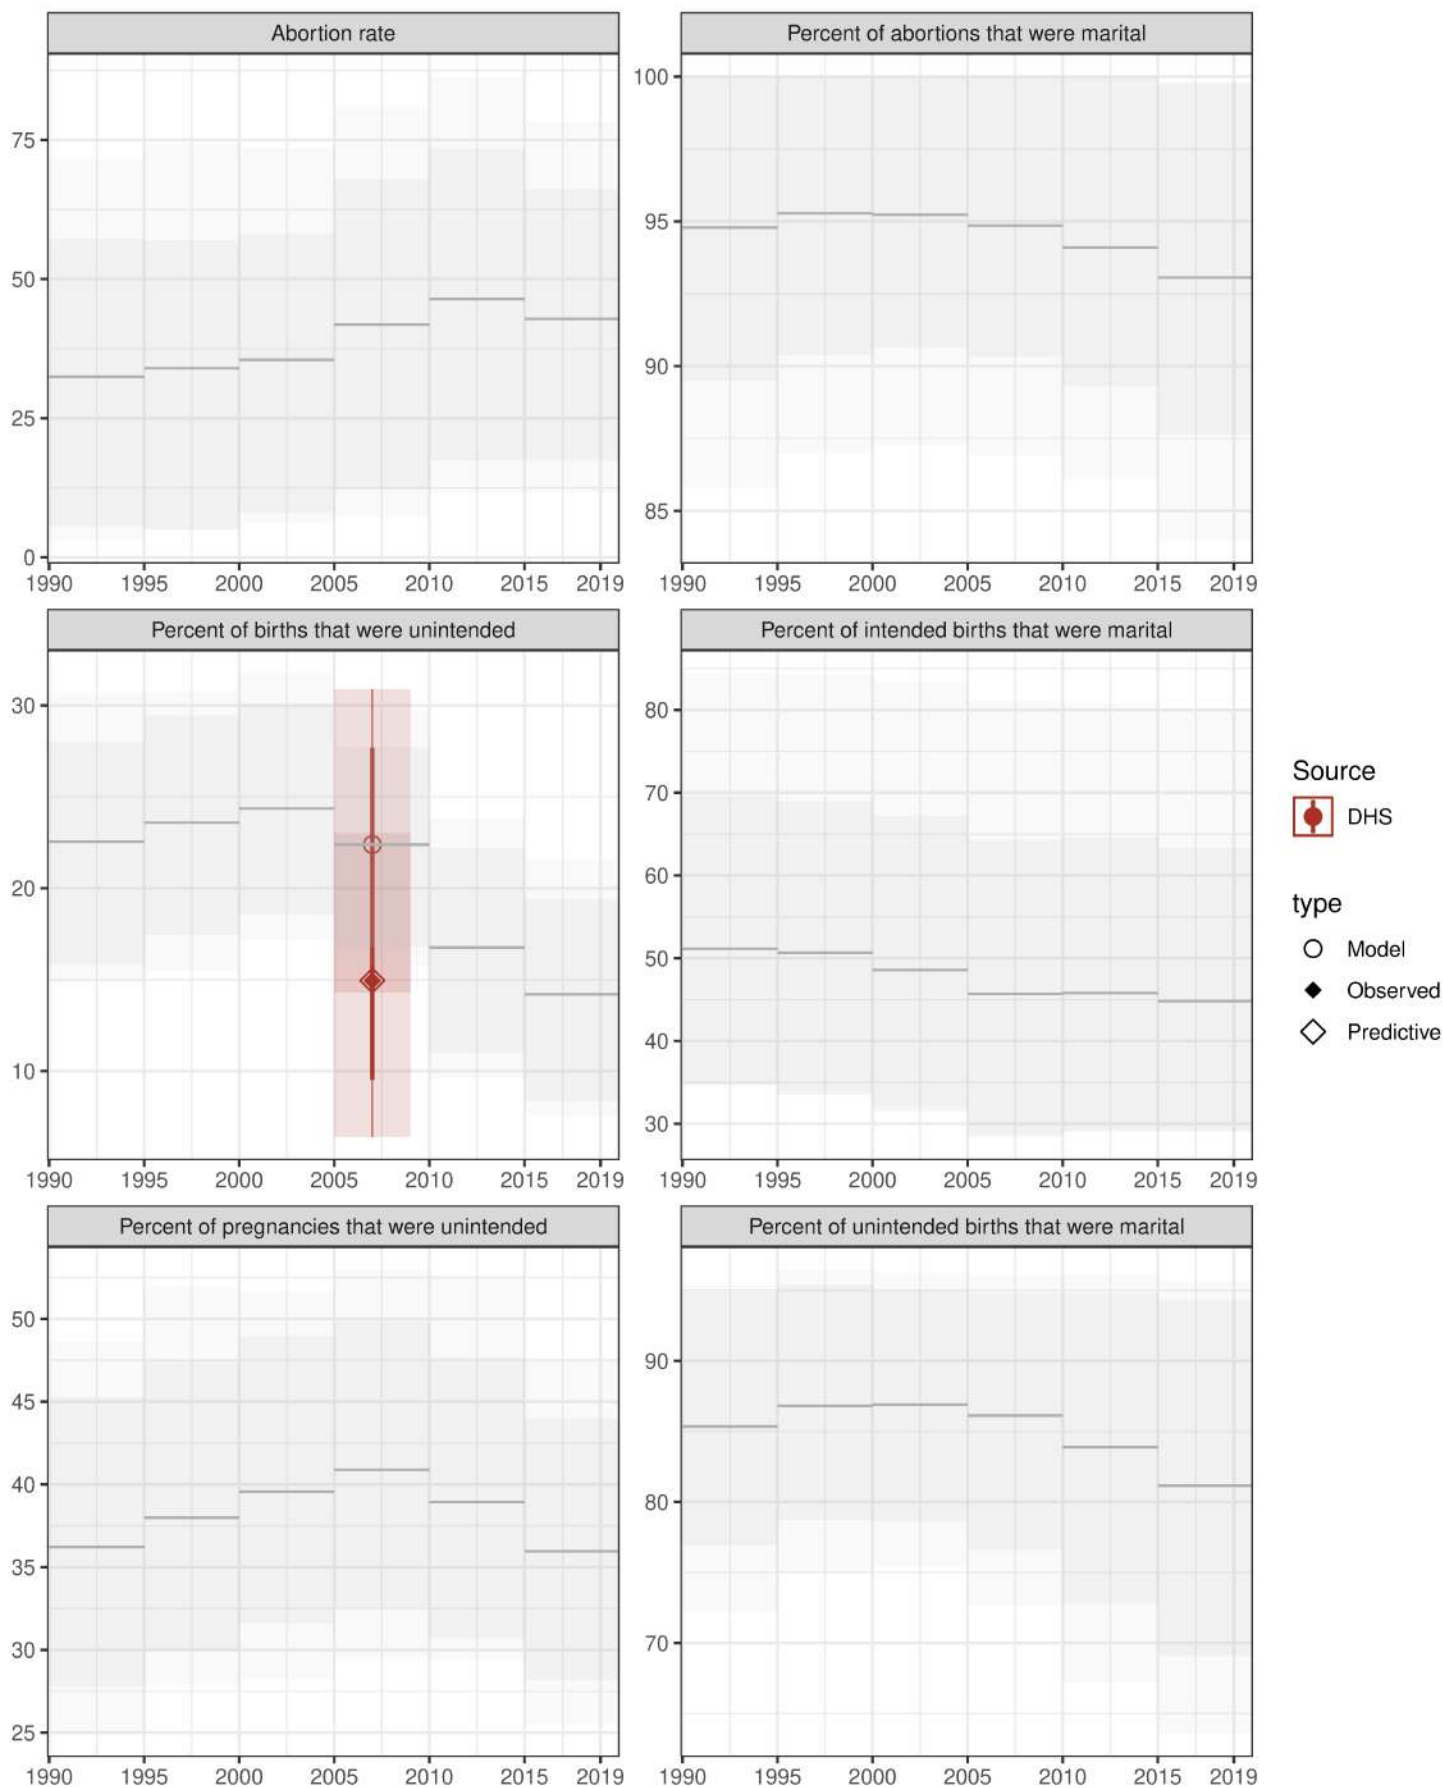 Abortion rate
75
50
25
0
1990 1995 2000 2005 2010 2015 2019
Percent of abortions that were marital
100
95
90
85
1990 1995 2000 2005 2010 2015 2019
Percent of births that were unintended
30
20
10
1990 1995 2000 2005 2010 2015 2019
Percent of intended births that were marital
80
70
60
50
40
30
1990 1995 2000 2005 2010 2015 2019
Percent of pregnancies that were unintended
50
45
40
35
30
25
1990 1995 2000 2005 2010 2015 2019
Percent of unintended births that were marital
90
80
70
1990 1995 2000 2005 2010 2015 2019
Source
DHS
type
Model
Observed
Predictive